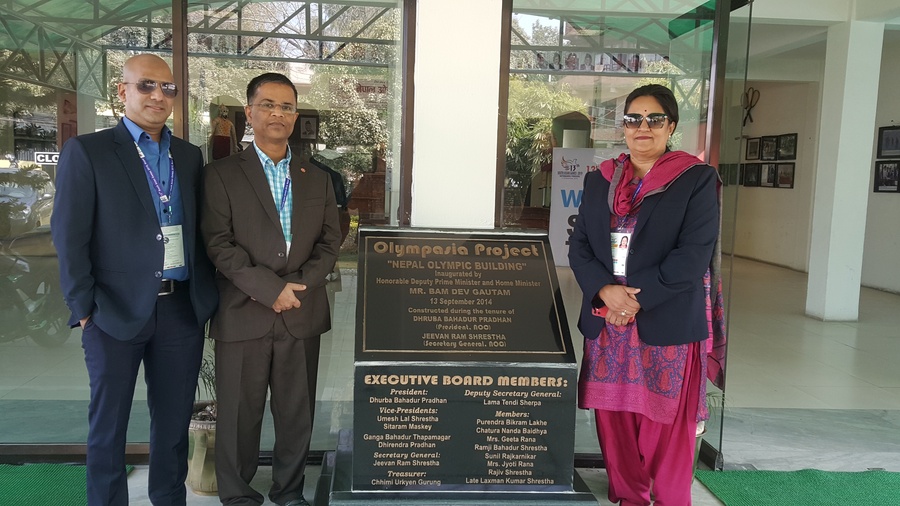 नेपाल ओ
CLO
13th
13
W
S
Olympasia Project
"NEPAL OLYMPIC BUILDING"
Inaugurated by
Honorable Deputy Prime Minister and Home Minister
MR. BAM DEV GAUTAM
13 September 2014
Constructed during the tenure of
DHRUBA BAHADUR PRADHAN
(President, NOC)
JEEVAN RAM SHRESTHA
(Secretary General, NOC)
EXECUTIVE BOARD MEMBERS:
President:
Dhurba Bahadur Pradhan
Vice-Presidents:
Umesh Lal Shrestha
Sitaram Maskey
Ganga Bahadur Thapamagar
Dhirendra Pradhan
Secretary General:
Jeevan Ram Shrestha
Treasurer:
Chhimi Urkyen Gurung
Deputy Secretary General:
Lama Tendi Sherpa
Members:
Purendra Bikram Lakhe
Chatura Nanda Baidhya
Mrs. Geeta Rana
Ramji Bahadur Shrestha
Sunil Rajkarnikar
Mrs. Jyoti Rana
Rajiv Shrestha
Late Laxman Kumar Shrestha